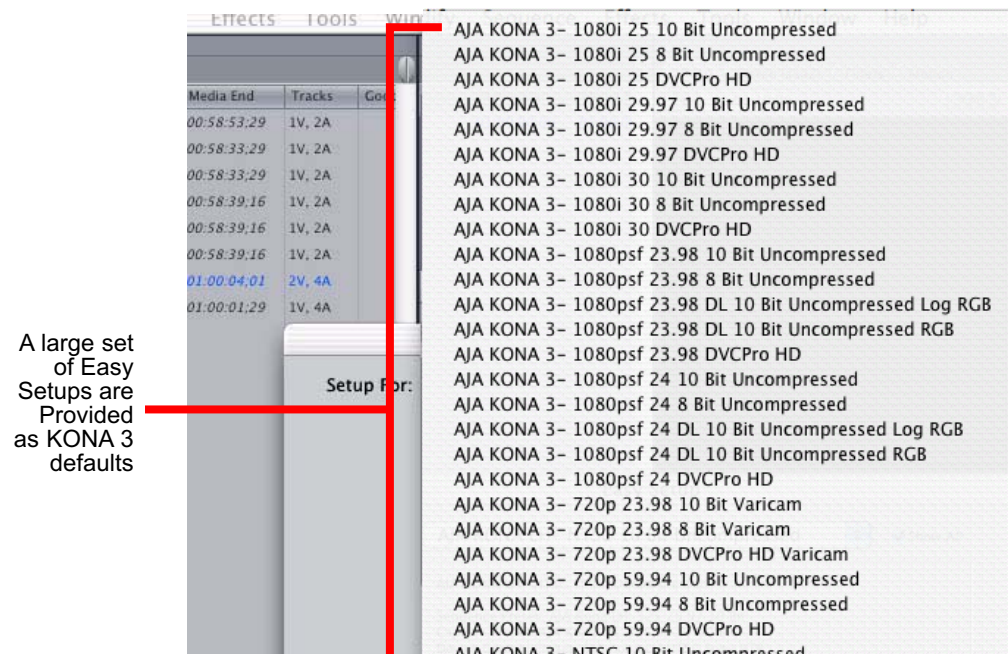 Effects Tools Window Help
Media End Tracks
00:58:53;29 1V, 2A
00:58:33;29 1V, 2A
00:58:33;29 1V, 2A
00:58:39;16 1V, 2A
00:58:39;16 1V, 2A
00:58:39;16 1V, 2A
01:00:04;01 2V, 4A
01:00:01;29 1V, 4A
Setup For:
A large set
of Easy
Setups are
Provided
as KONA 3
defaults
AJA KONA 3- 1080i 25 10 Bit Uncompressed
AJA KONA 3- 1080i 25 8 Bit Uncompressed
AJA KONA 3- 1080i 25 DVCPro HD
AJA KONA 3- 1080i 29.97 10 Bit Uncompressed
AJA KONA 3- 1080i 29.97 8 Bit Uncompressed
AJA KONA 3- 1080i 29.97 DVCPro HD
AJA KONA 3- 1080i 30 10 Bit Uncompressed
AJA KONA 3- 1080i 30 8 Bit Uncompressed
AJA KONA 3- 1080i 30 DVCPro HD
AJA KONA 3- 1080psf 23.98 10 Bit Uncompressed
AJA KONA 3- 1080psf 23.98 8 Bit Uncompressed
AJA KONA 3- 1080psf 23.98 DL 10 Bit Uncompressed Log RGB
AJA KONA 3- 1080psf 23.98 DL 10 Bit Uncompressed RGB
AJA KONA 3- 1080psf 23.98 DVCPro HD
AJA KONA 3- 1080psf 24 10 Bit Uncompressed
AJA KONA 3- 1080psf 24 8 Bit Uncompressed
AJA KONA 3- 1080psf 24 DL 10 Bit Uncompressed Log RGB
AJA KONA 3- 1080psf 24 DL 10 Bit Uncompressed RGB
AJA KONA 3- 1080psf 24 DVCPro HD
AJA KONA 3- 720p 23.98 10 Bit Varicam
AJA KONA 3- 720p 23.98 8 Bit Varicam
AJA KONA 3- 720p 23.98 DVCPro HD Varicam
AJA KONA 3- 720p 59.94 10 Bit Uncompressed
AJA KONA 3- 720p 59.94 8 Bit Uncompressed
AJA KONA 3- 720p 59.94 DVCPro HD
AJA KONA 3- NTSC 10 Bit Uncompressed